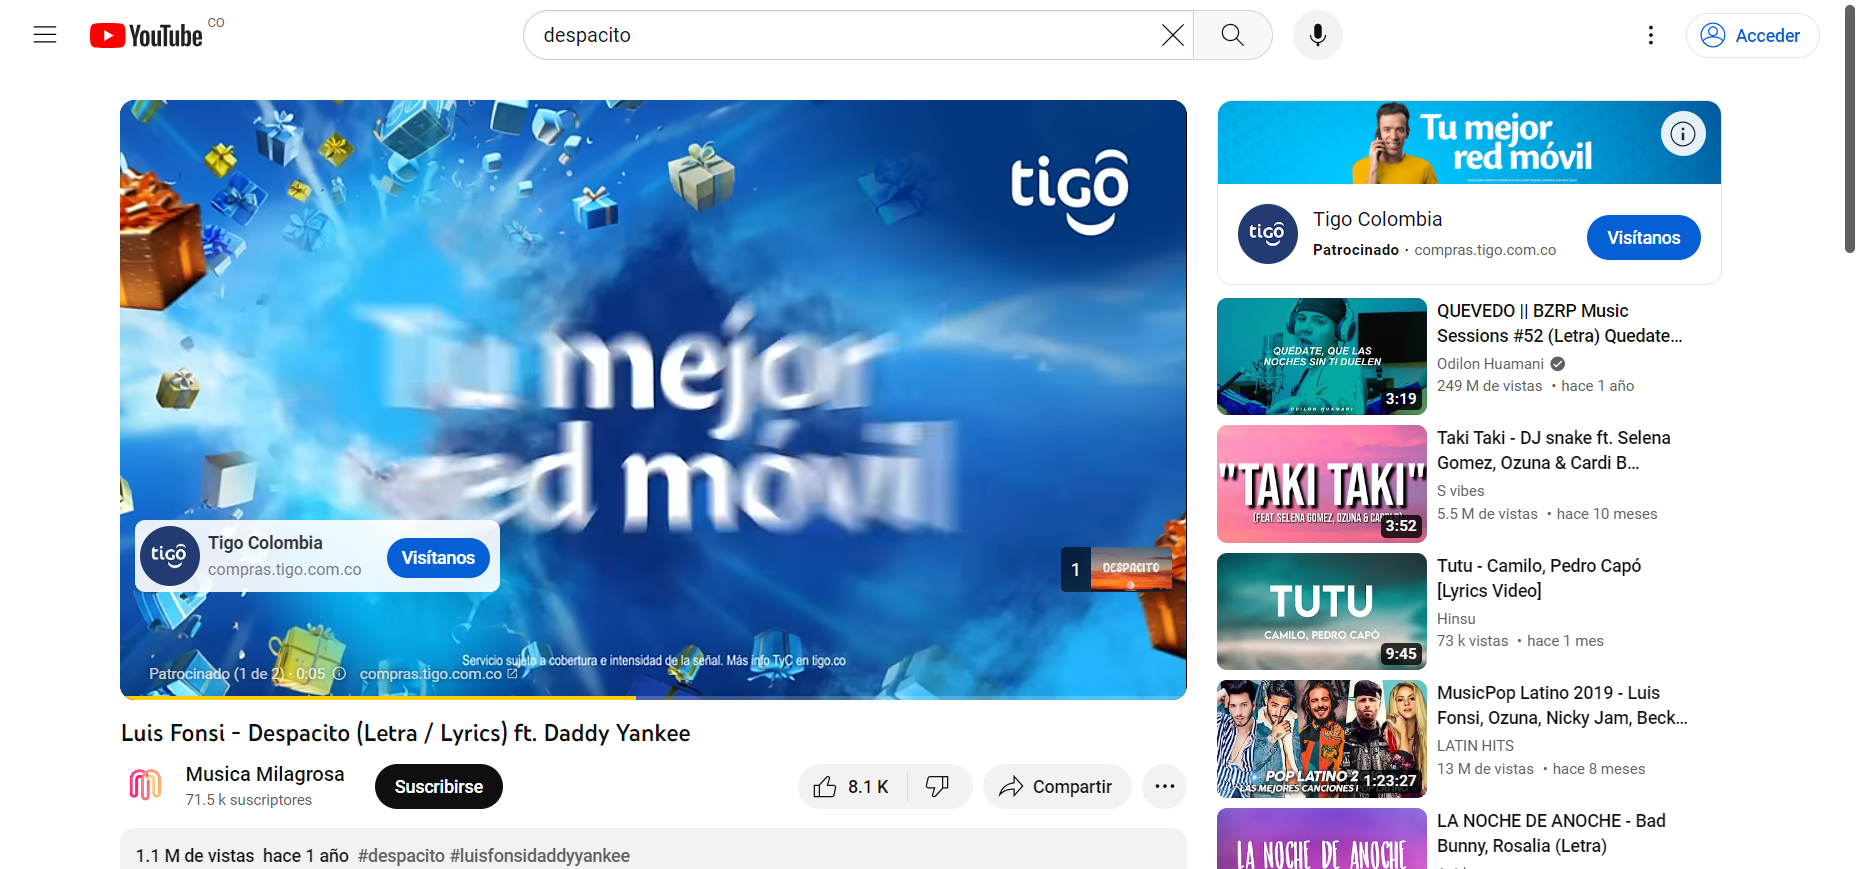 YouTube CO
despacito
Acceder
tigo
Tu mejor
red móvil
tigo
Tigo Colombia
compras.tigo.com.co
Visítanos
1
DESPACITO
Servicio sujeto a cobertura e intensidad de la señal. Más info TyC en tigo.co
Patrocinado (1 de 2) · 0:05 compras.tigo.com.co
Luis Fonsi - Despacito (Letra / Lyrics) ft. Daddy Yankee
Musica Milagrosa
71.5 k suscriptores
Suscribirse
8.1 K
Compartir
1.1 M de vistas hace 1 año #despacito #luisfonsidaddyyankee
Tu mejor
red móvil
tigo
Tigo Colombia
Patrocinado · compras.tigo.com.co
Visítanos
QUÉDATE, QUE LAS
NOCHES SIN TI DUELEN
ODILON HUAMANI
3:19
QUEVEDO || BZRP Music
Sessions #52 (Letra) Quedate...
Odilon Huamani
249 M de vistas • hace 1 año
"TAKI TAKI"
(FEAT. SELENA GOMEZ, OZUNA & CARDI B)
3:52
Taki Taki - DJ snake ft. Selena
Gomez, Ozuna & Cardi B...
S vibes
5.5 M de vistas • hace 10 meses
TUTU
CAMILO, PEDRO CAPÓ
9:45
Tutu - Camilo, Pedro Capó
[Lyrics Video]
Hinsu
73 k vistas • hace 1 mes
POP LATINO 2
LAS MEJORES CANCIONES POP LATINO
1:23:27
MusicPop Latino 2019 - Luis
Fonsi, Ozuna, Nicky Jam, Beck...
LATIN HITS
13 M de vistas • hace 8 meses
LA NOCHE DE ANOCHE
LA NOCHE DE ANOCHE - Bad
Bunny, Rosalia (Letra)